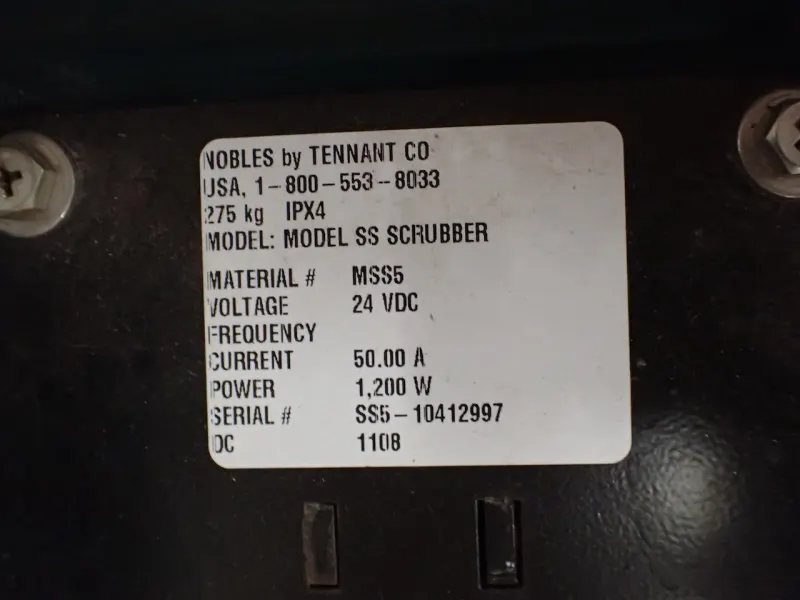 NOBLES by TENNANT CO
USA, 1-800-553-8033
275 kg IPX4
MODEL: MODEL SS SCRUBBER
MATERIAL # MSS5
VOLTAGE 24 VDC
FREQUENCY
CURRENT 50.00 A
POWER 1,200 W
SERIAL # SS5-10412997
DC 110B